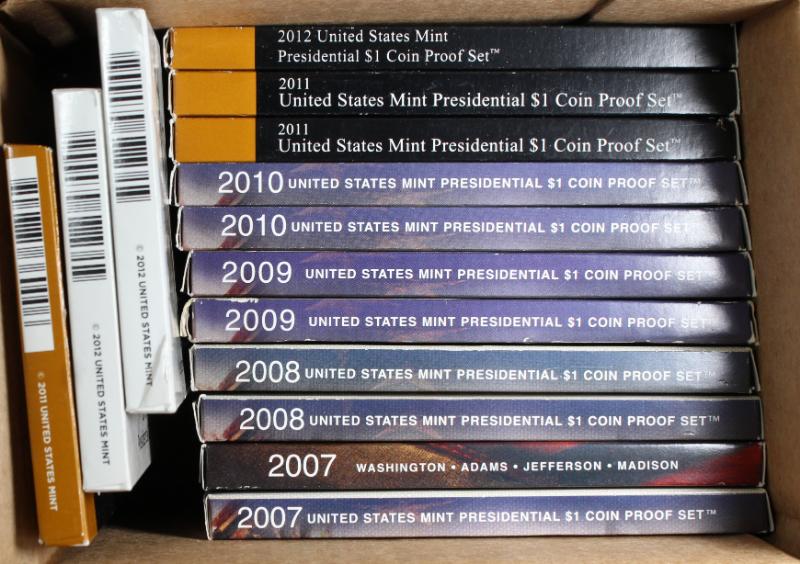 2012 United States Mint
Presidential $1 Coin Proof Set™
2011
United States Mint Presidential $1 Coin Proof Set™
2011
United States Mint Presidential $1 Coin Proof Set™
2010 UNITED STATES MINT PRESIDENTIAL $1 COIN PROOF SET™
2010 UNITED STATES MINT PRESIDENTIAL $1 COIN PROOF SET™
2009 UNITED STATES MINT PRESIDENTIAL $1 COIN PROOF SET™
2009 UNITED STATES MINT PRESIDENTIAL $1 COIN PROOF SET™
2008 UNITED STATES MINT PRESIDENTIAL $1 COIN PROOF SET™
2008 UNITED STATES MINT PRESIDENTIAL $1 COIN PROOF SET™
2007 WASHINGTON • ADAMS • JEFFERSON • MADISON
2007 UNITED STATES MINT PRESIDENTIAL $1 COIN PROOF SET™
© 2011 UNITED STATES MINT
© 2012 UNITED STATES MINT
© 2012 UNITED STATES MINT